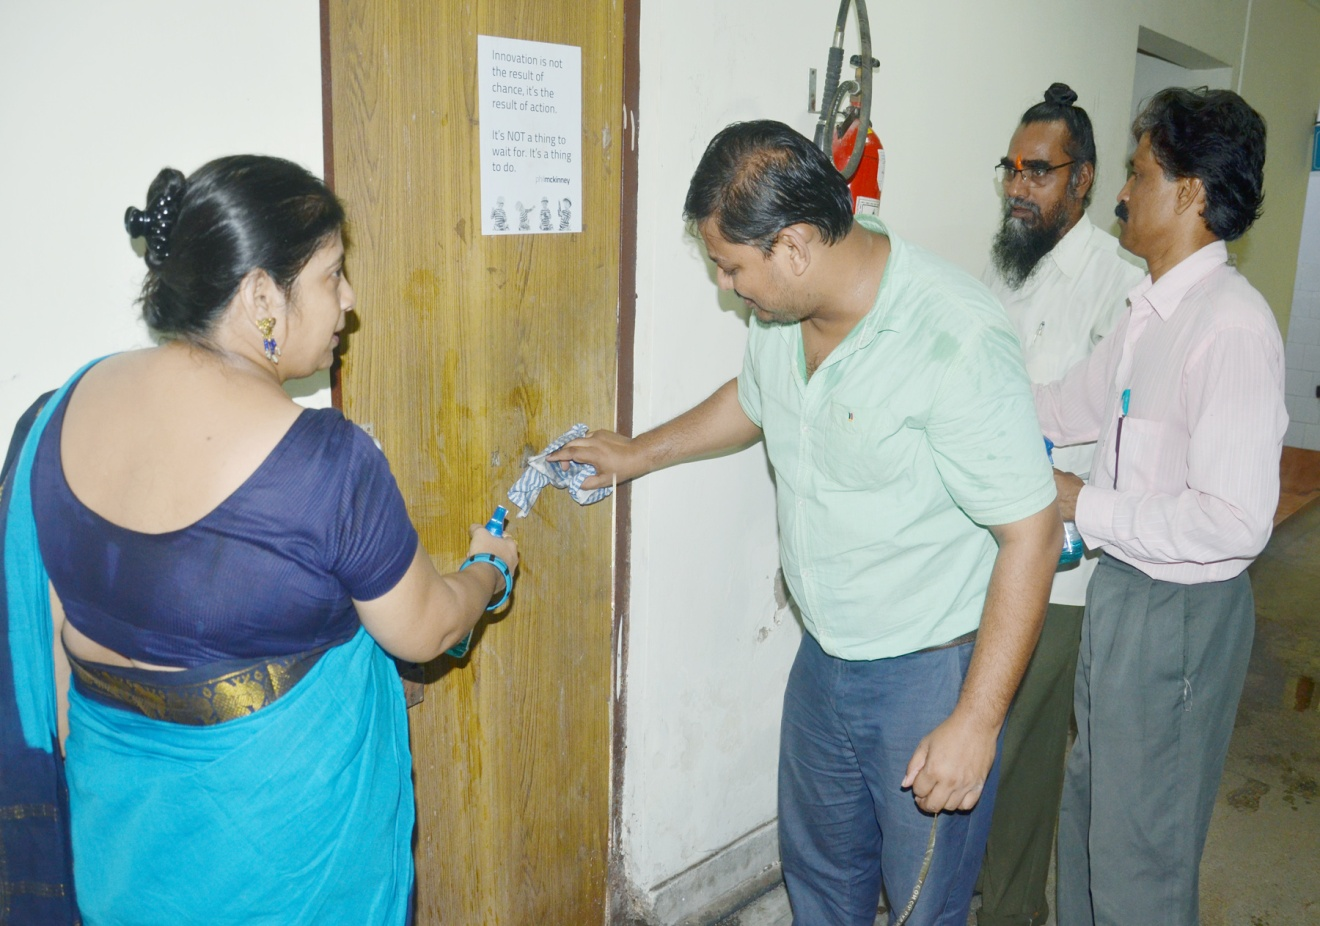 Innovation is not
the result of
chance, it's the
result of action.
It's NOT a thing to
wait for. It's a thing
to do.
philmckinney